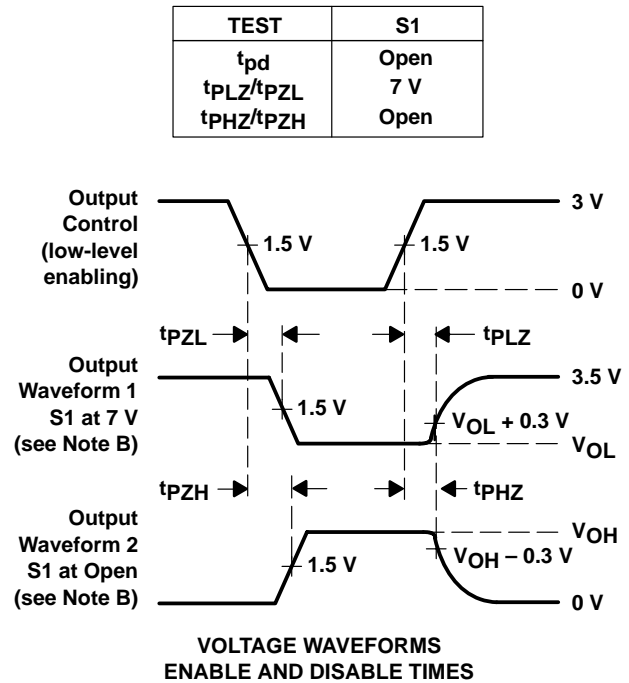 TEST S1
tpd Open
tPLZ/tPZL 7 V
tPHZ/tPZH Open
Output
Control
(low-level
enabling)
3 V
1.5 V
1.5 V
0 V
tPZL
tPLZ
Output
Waveform 1
S1 at 7 V
(see Note B)
3.5 V
1.5 V
VOL + 0.3 V
VOL
tPZH
tPHZ
Output
Waveform 2
S1 at Open
(see Note B)
VOH
1.5 V
VOH – 0.3 V
0 V
VOLTAGE WAVEFORMS
ENABLE AND DISABLE TIMES